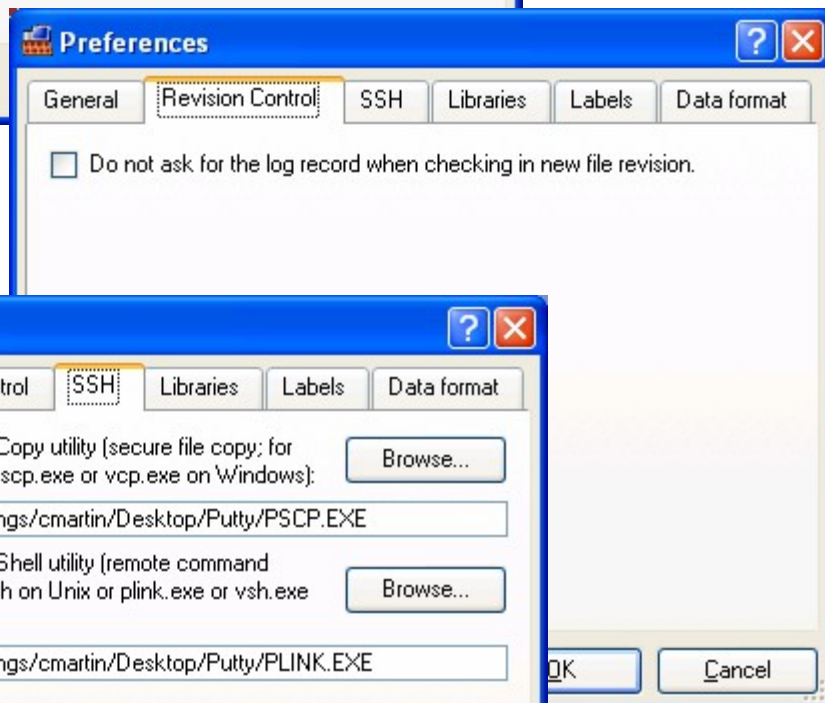 Preferences
General Revision Control SSH Libraries Labels Data format
Do not ask for the log record when checking in new file revision.
trol SSH Libraries Labels Data format
Copy utility (secure file copy; for
scp.exe or vcp.exe on Windows):
Browse...
ngs/cmartin/Desktop/Putty/PSCP.EXE
Shell utility (remote command
h on Unix or plink.exe or vsh.exe
Browse...
ngs/cmartin/Desktop/Putty/PLINK.EXE
OK Cancel